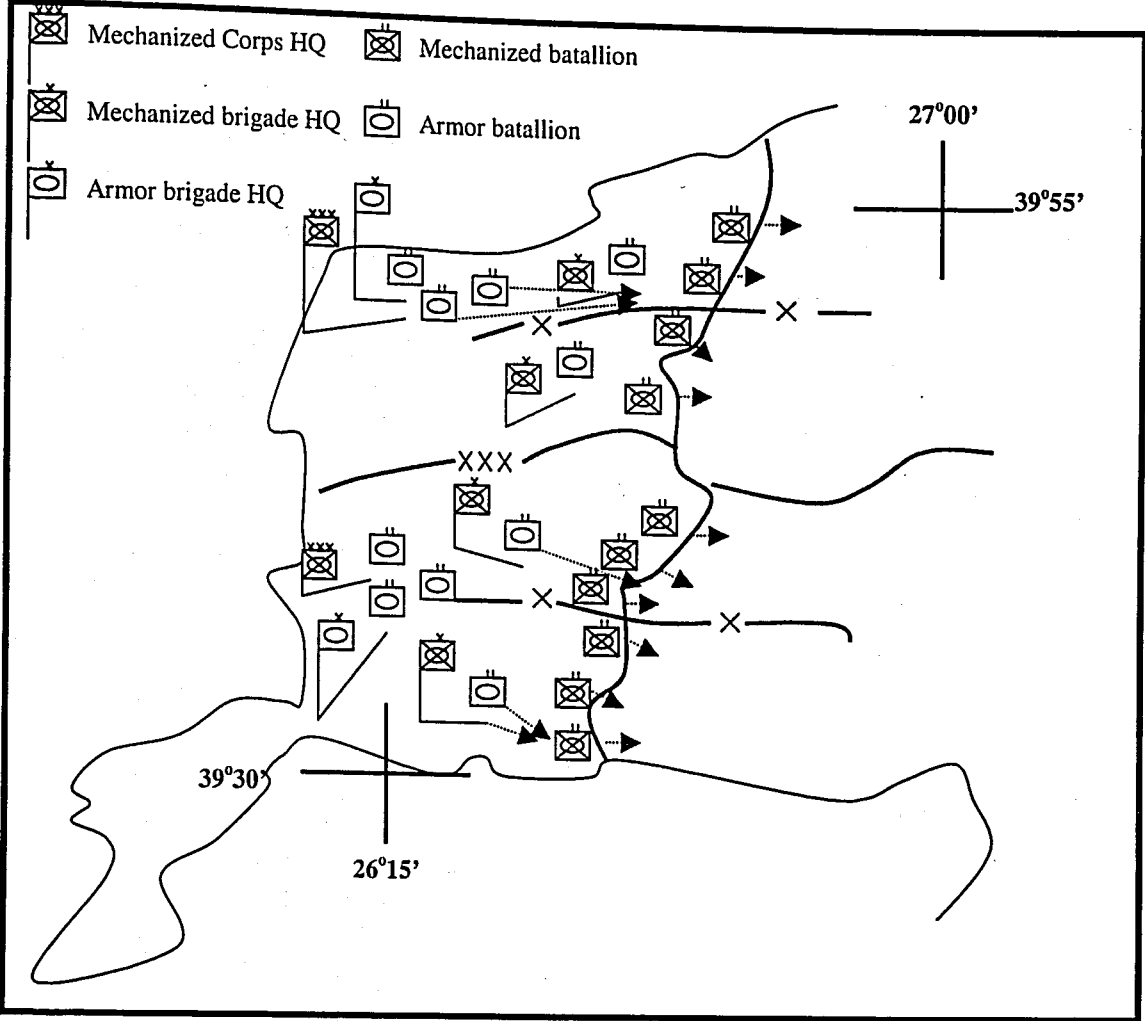 Mechanized Corps HQ
Mechanized batallion
Mechanized brigade HQ
Armor batallion
Armor brigade HQ
27°00'
39°55'
X
X
XXX
X
X
39°30'
26°15'